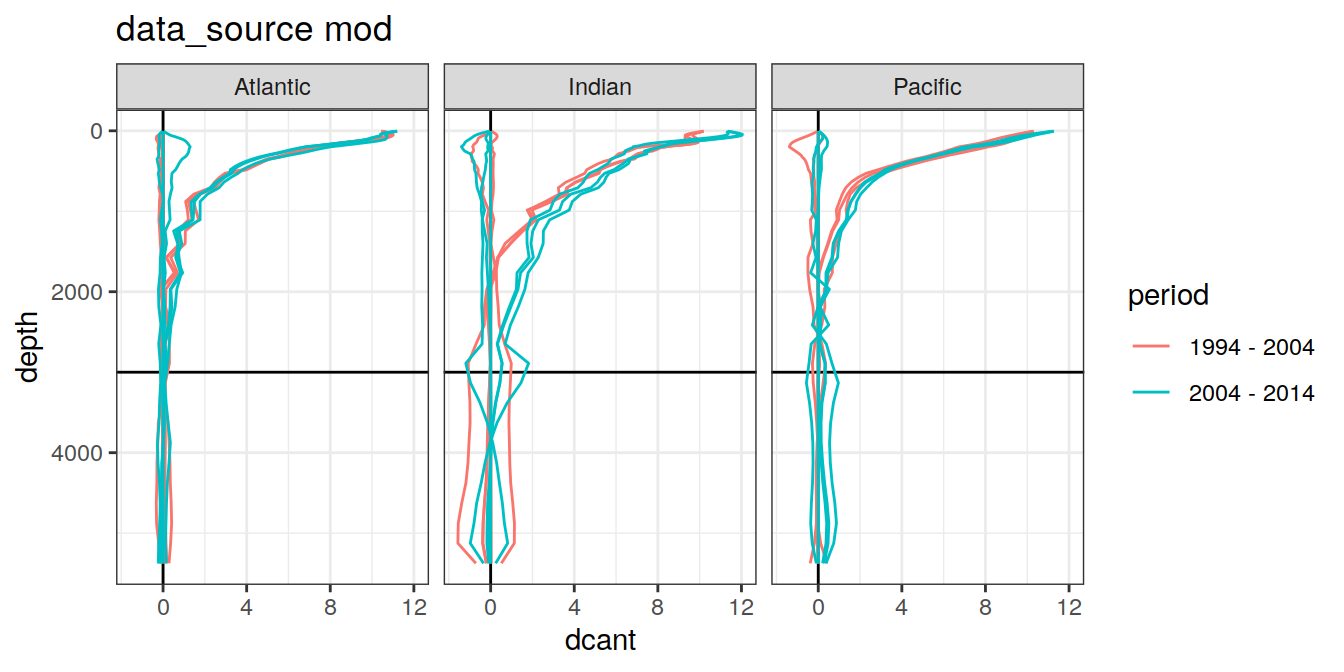 data_source mod
Atlantic
Indian
Pacific
0
2000
4000
depth
0 4 8 12
0 4 8 12
0 4 8 12
dcant
period
1994 - 2004
2004 - 2014